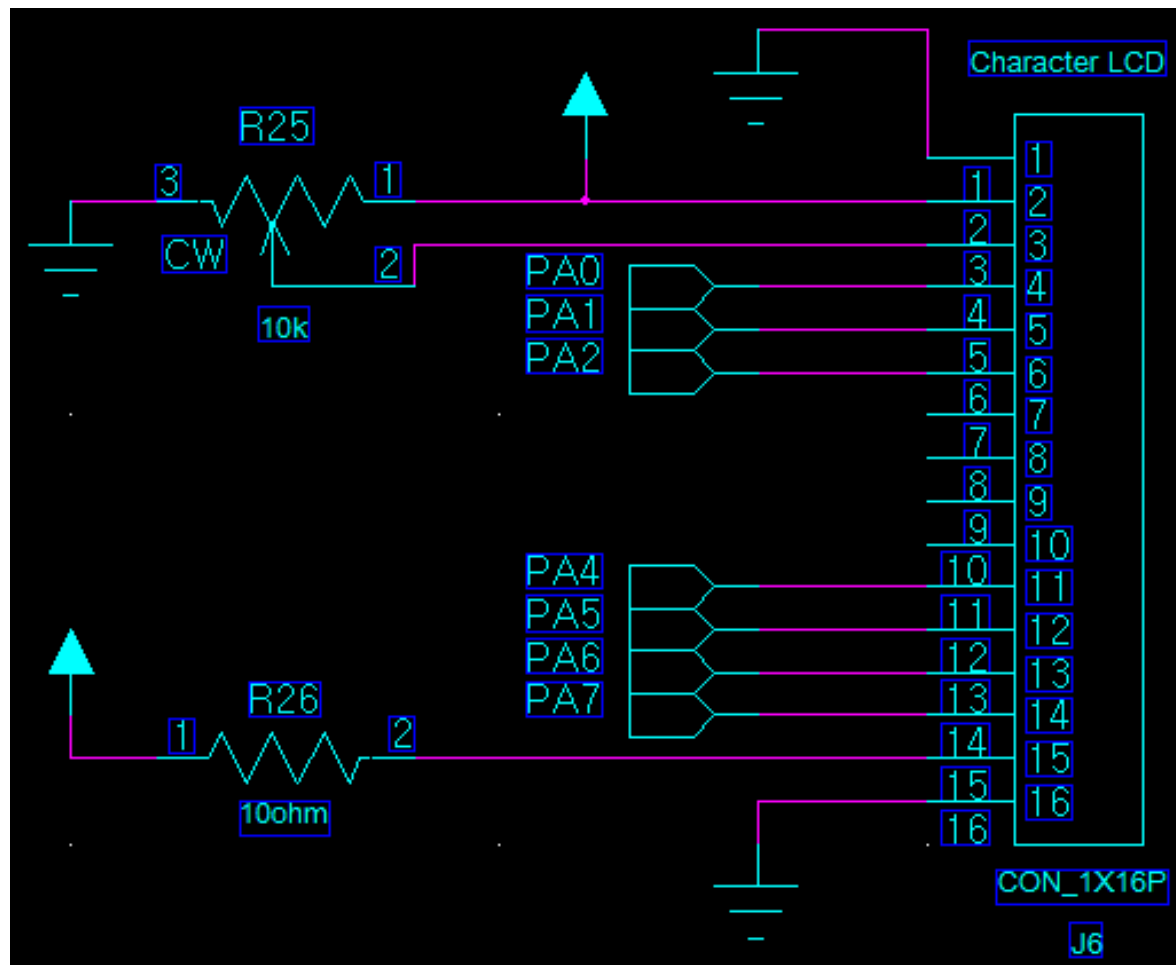 Character LCD
R25
3
1
CW
2
10k
PA0
PA1
PA2
PA4
PA5
PA6
PA7
R26
1
2
10ohm
1
1 2
2 3
3 4
4 5
5 6
6 7
7 8
8 9
9 10
10 11
11 12
12 13
13 14
14 15
15 16
16
CON_1X16P
J6